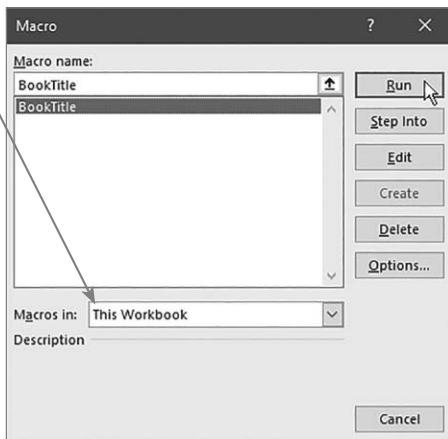 Macro ? ×
Macro name:
BookTitle
BookTitle
Run
Step Into
Edit
Create
Delete
Options...
Macros in: This Workbook
Description
Cancel